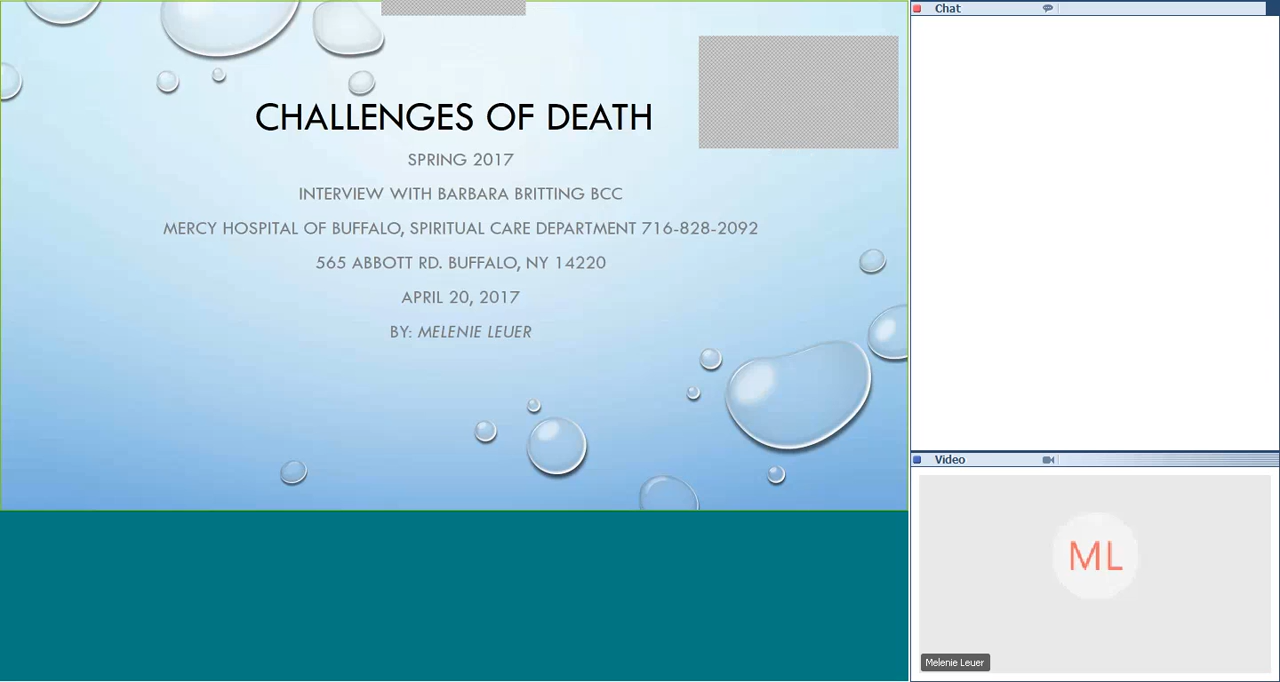 CHALLENGES OF DEATH
SPRING 2017
INTERVIEW WITH BARBARA BRITTING BCC
MERCY HOSPITAL OF BUFFALO, SPIRITUAL CARE DEPARTMENT 716-828-2092
565 ABBOTT RD. BUFFALO, NY 14220
APRIL 20, 2017
BY: MELENIE LEUER
Chat
Video
ML
Melenie Leuer